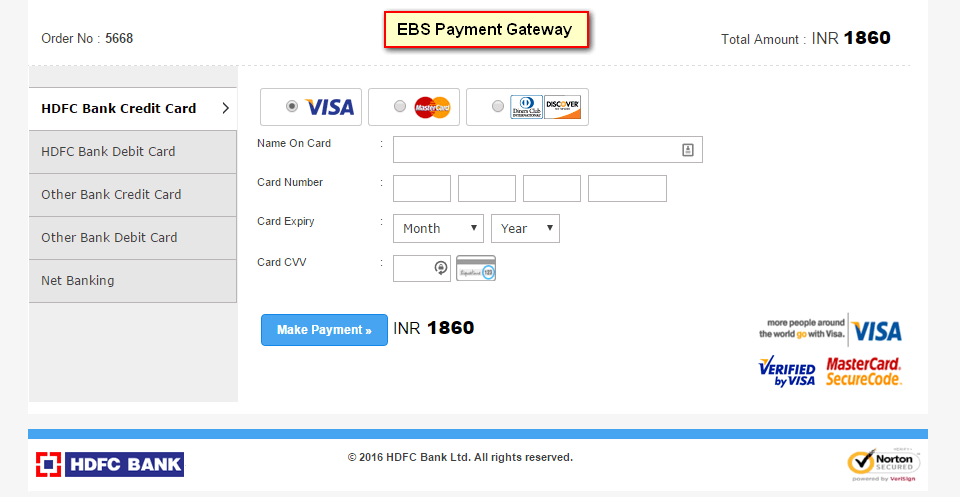 EBS Payment Gateway
Order No : 5668
Total Amount : INR 1860
HDFC Bank Credit Card
HDFC Bank Debit Card
Other Bank Credit Card
Other Bank Debit Card
Net Banking
VISA
MasterCard
Diners Club
INTERNATIONAL
DISCOVER
Name On Card :
Card Number :
Card Expiry :
Month
Year
Card CVV :
123
Make Payment »
INR 1860
more people around
the world go with Visa.
VISA
VERIFIED
by VISA
MasterCard.
SecureCode.
HDFC BANK
© 2016 HDFC Bank Ltd. All rights reserved.
Norton
SECURED
powered by VeriSign